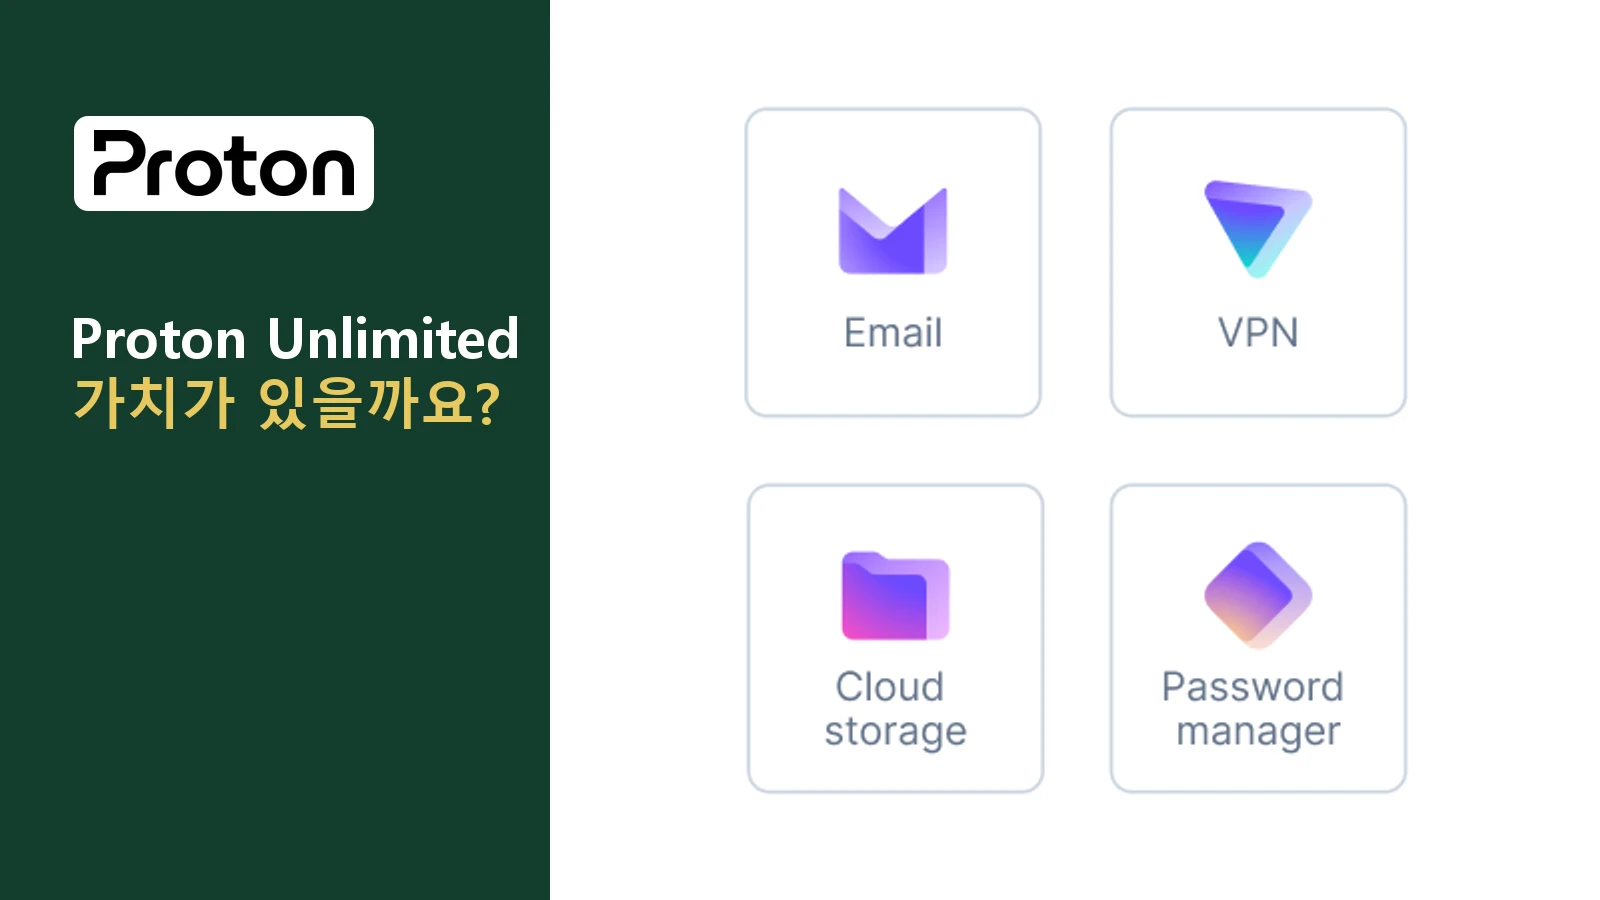 Proton
Proton Unlimited
가치가 있을까요?
Email
VPN
Cloud
storage
Password
manager